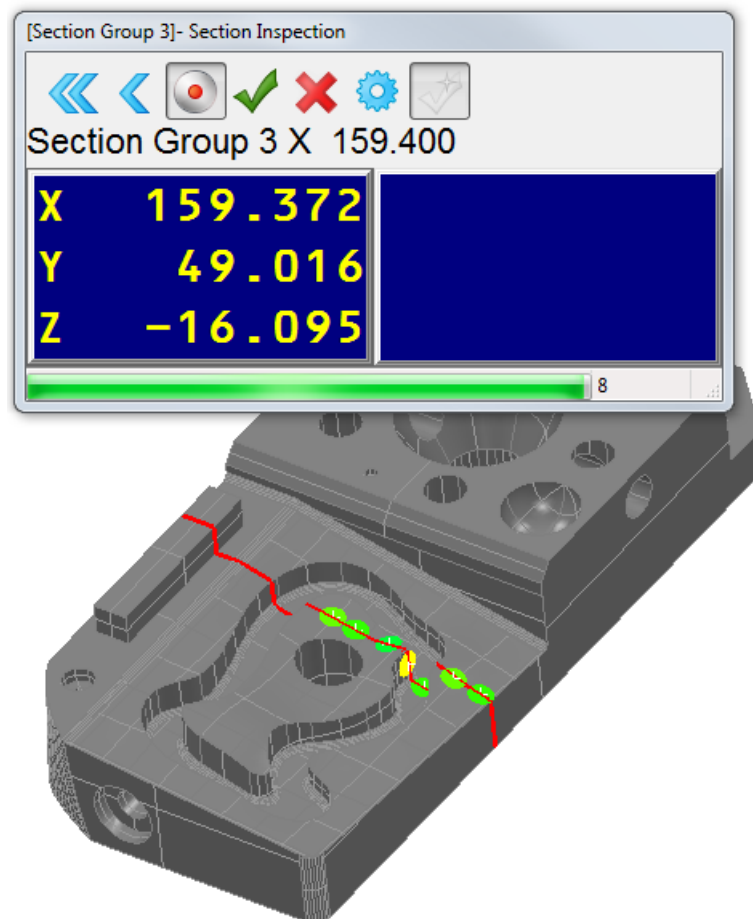 [Section Group 3]- Section Inspection
Section Group 3 X  159.400
X 159.372
Y 49.016
Z -16.095
8